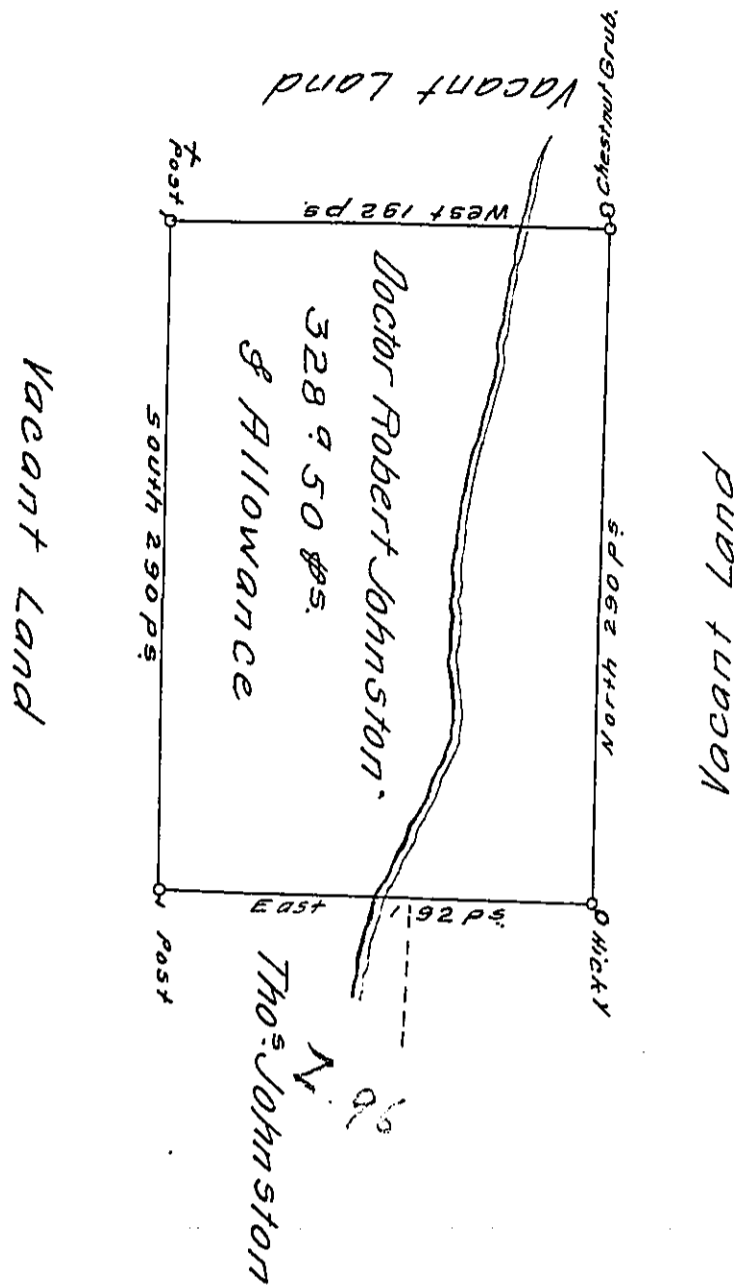 Vacant Land
Chestnut Grub.
Post
West 192 ps.
Vacant Land
North 290 ps
Doctor Robert Johnston.
328 a. 50 ps.
& Allowance
South 290 ps.
Vacant Land
East 192 ps.
Hicky
Post
Thos. Johnston